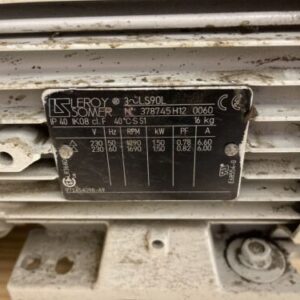 LEROY® 3~ LS90L CE
SOMER N° 378745H12 0060
IP 40 IK08 cl.F 40°C S1 16 kg
V Hz RPM kW PF A
△ 230 50 1.50 0.78 6.60
230 60 1690 1.50 0.82 6.00